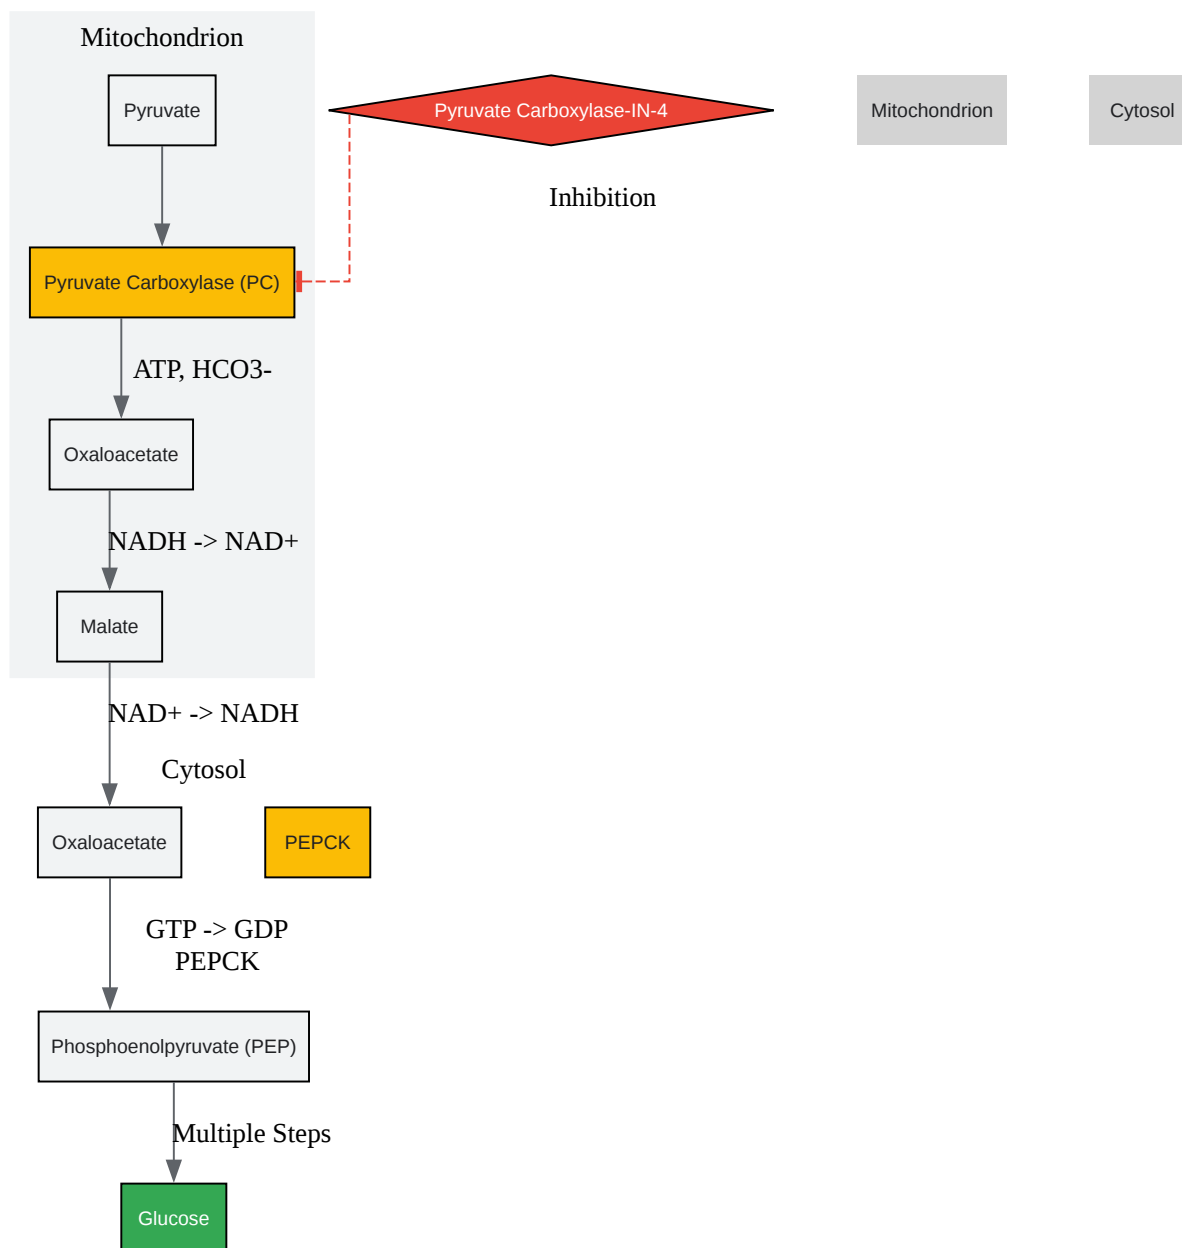 Mitochondrion
Pyruvate
Pyruvate Carboxylase-IN-4
Mitochondrion
Cytosol
Inhibition
Pyruvate Carboxylase (PC)
ATP, HCO3-
Oxaloacetate
NADH -> NAD+
Malate
NAD+ -> NADH
Cytosol
Oxaloacetate
PEPCK
GTP -> GDP
PEPCK
Phosphoenolpyruvate (PEP)
Multiple Steps
Glucose